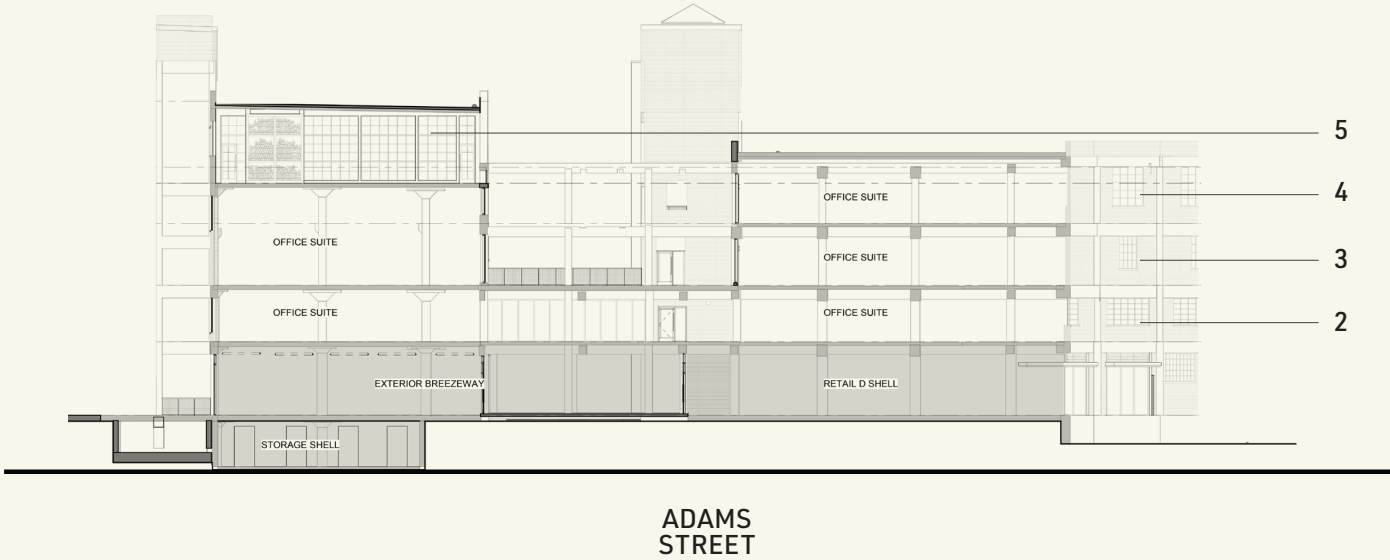 5
4
OFFICE SUITE
OFFICE SUITE
3
OFFICE SUITE
OFFICE SUITE
OFFICE SUITE
2
EXTERIOR BREEZEWAY
RETAIL D SHELL
STORAGE SHELL
ADAMS
STREET